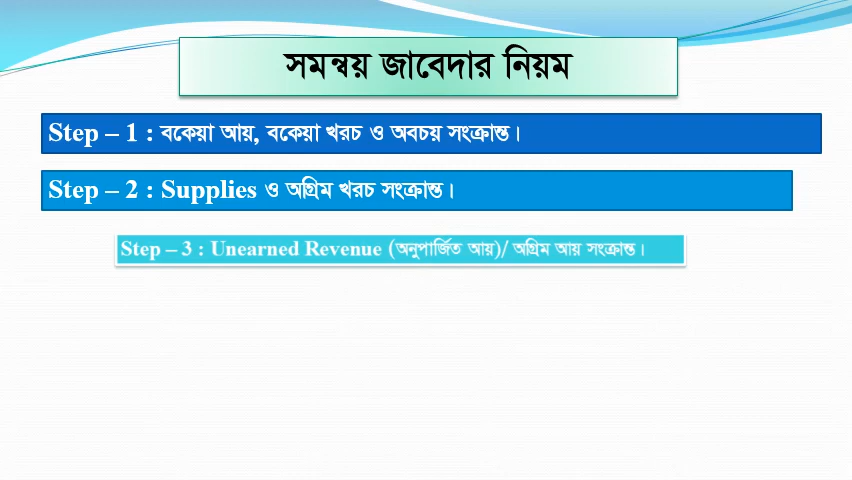 সমন্বয় জাবেদার নিয়ম
Step – 1 : বকেয়া আয়, বকেয়া খরচ ও অবচয় সংক্রান্ত।
Step – 2 : Supplies ও অগ্রিম খরচ সংক্রান্ত।
Step – 3 : Unearned Revenue (অনুপার্জিত আয়)/ অগ্রিম আয় সংক্রান্ত।